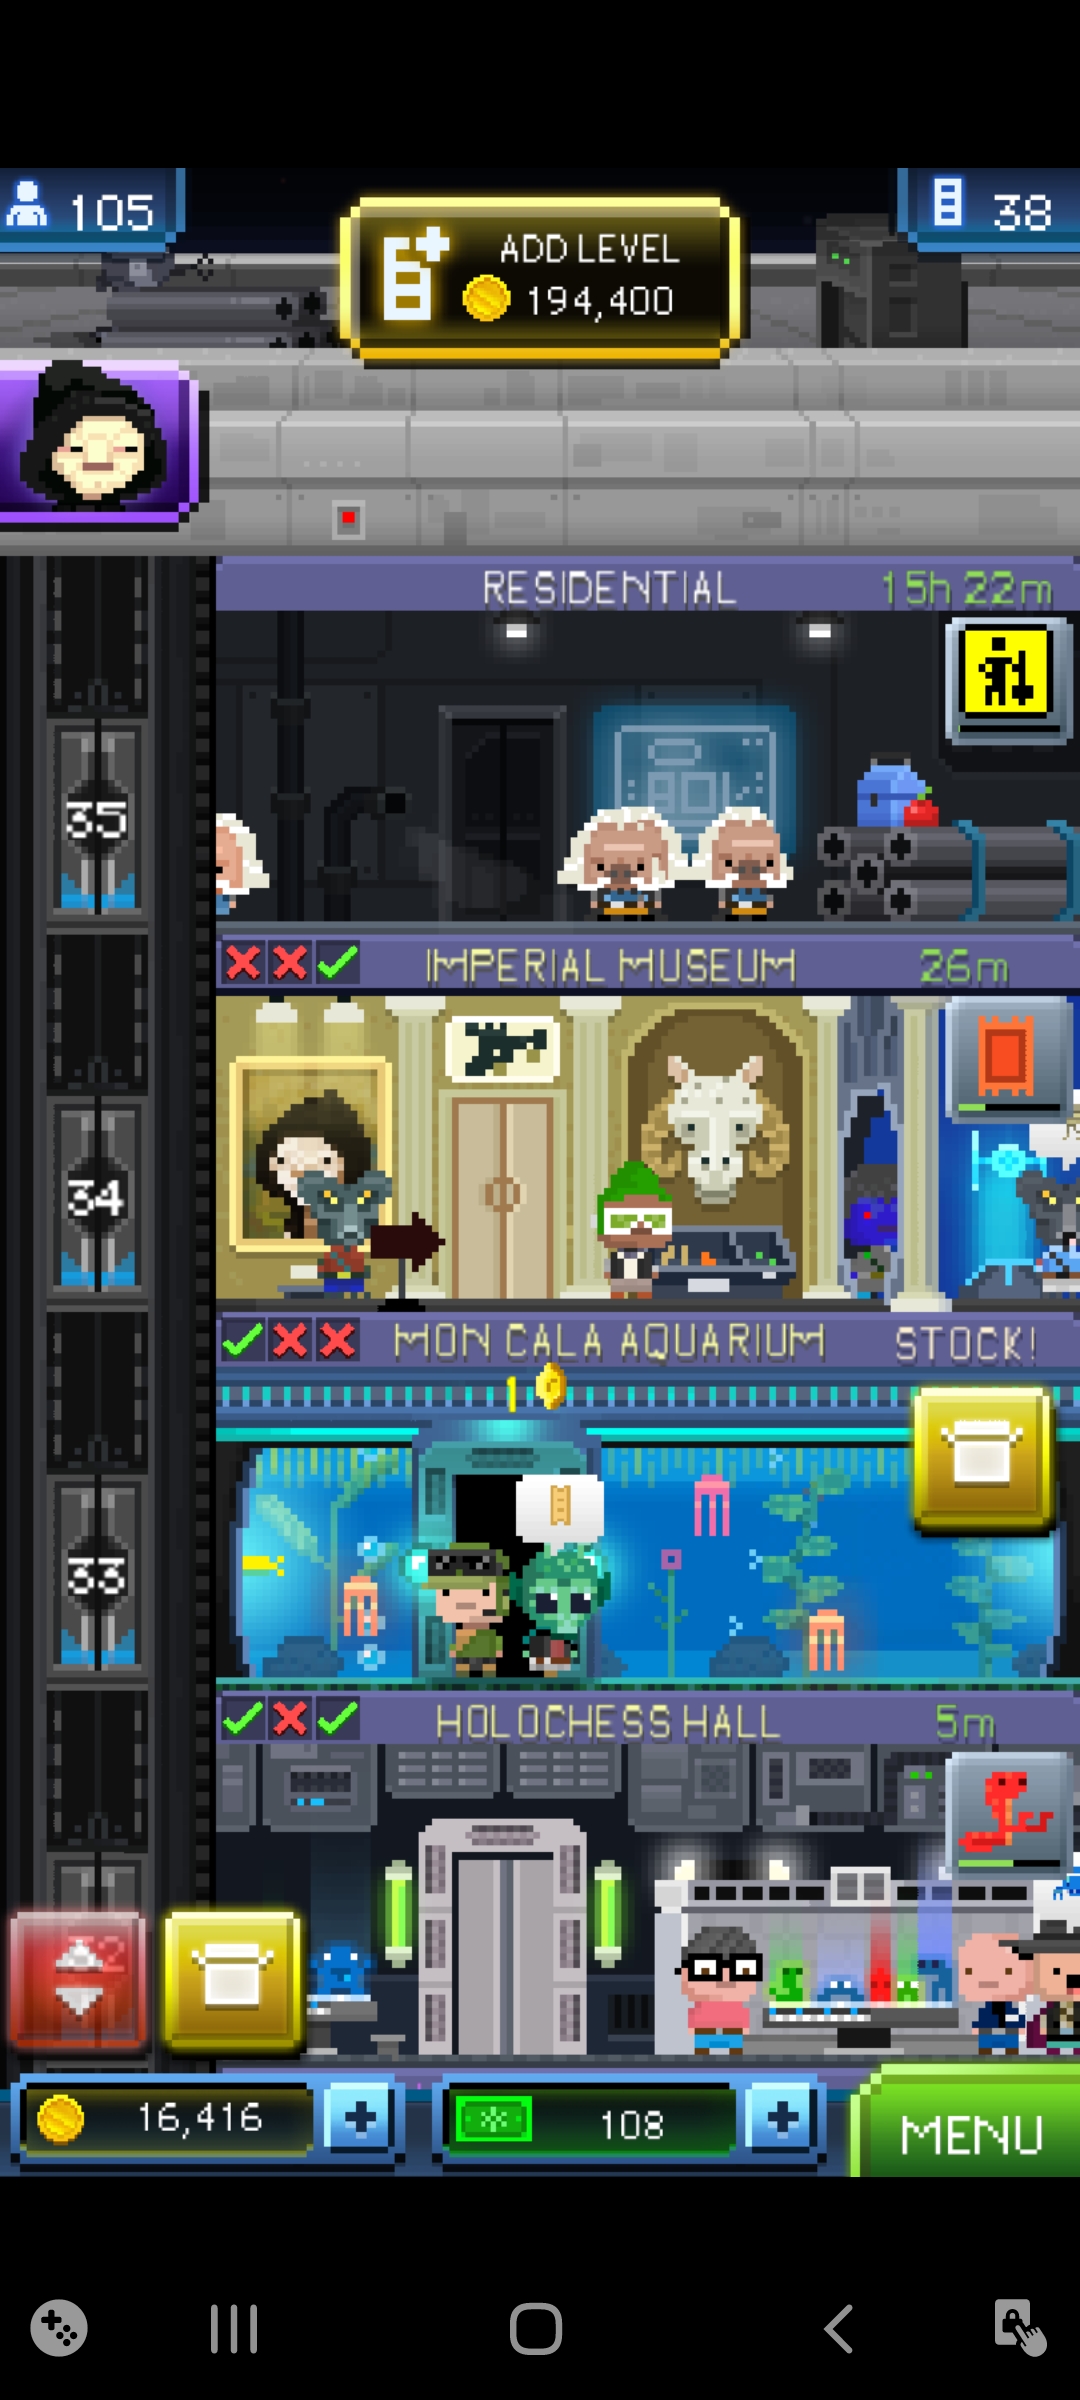 105
ADD LEVEL
194,400
38
RESIDENTIAL
15h 22m
35
IMPERIAL MUSEUM
26m
34
MON CALA AQUARIUM
STOCK!
1
33
HOLOCHESS HALL
5m
32
16,416
108
MENU